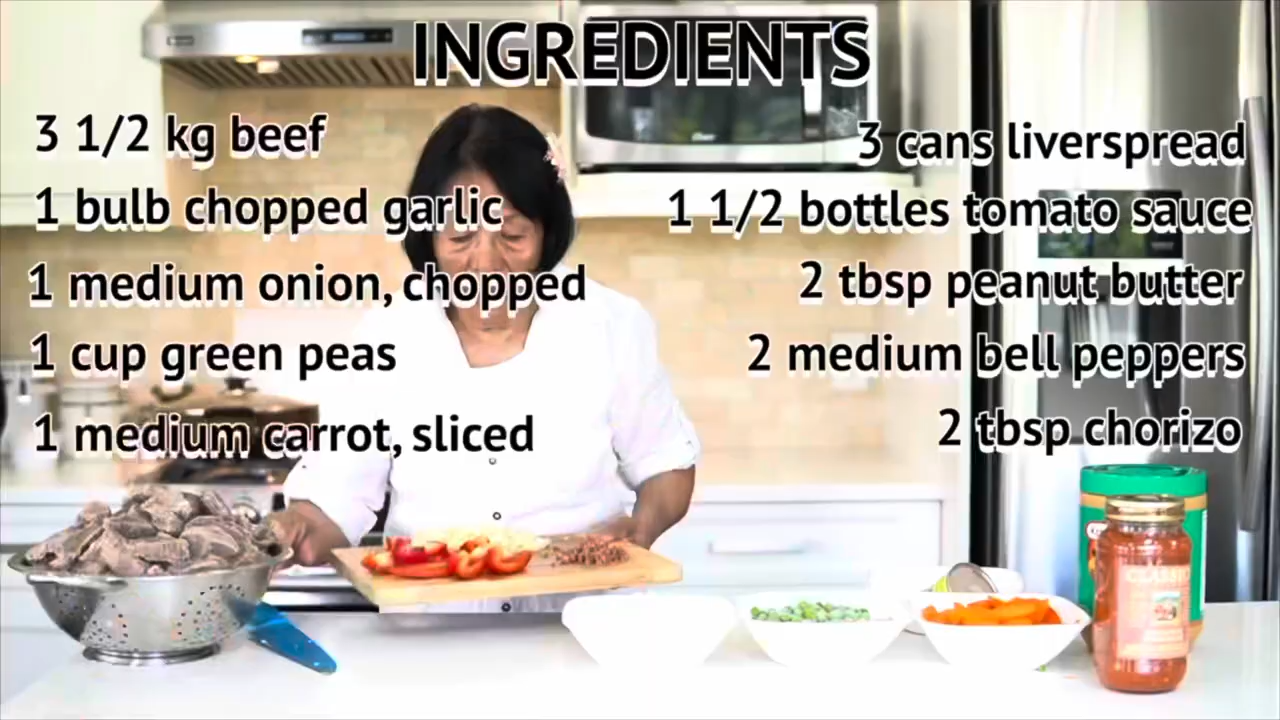 INGREDIENTS
3 1/2 kg beef
1 bulb chopped garlic
1 medium onion, chopped
1 cup green peas
1 medium carrot, sliced
3 cans liverspread
1 1/2 bottles tomato sauce
2 tbsp peanut butter
2 medium bell peppers
2 tbsp chorizo
CLASSICO